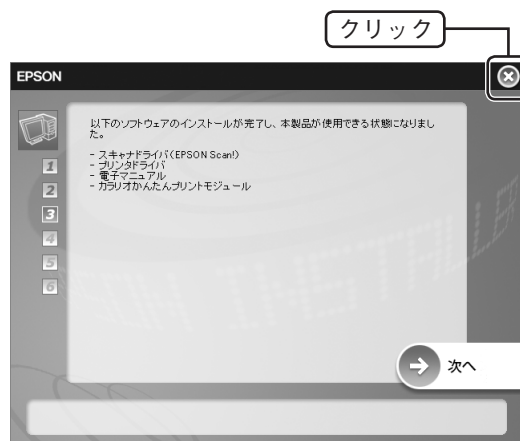 クリック
EPSON
以下のソフトウェアのインストールが完了し、本製品が使用できる状態になりまし
た。
- スキャナドライバ(EPSON Scan!)
- プリンタドライバ
- 電子マニュアル
- カラリオかんたんプリントモジュール
1
2
3
4
5
6
EPSON INSTALLER
次へ